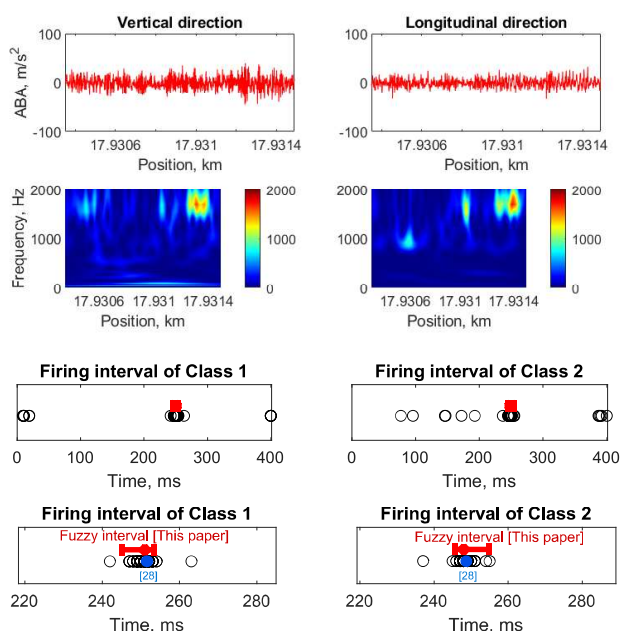 Vertical direction
Longitudinal direction
100
0
-100
ABA, m/s²
17.9306 17.931 17.9314
Position, km
100
0
-100
17.9306 17.931 17.9314
Position, km
2000
1000
0
Frequency, Hz
17.9306 17.931 17.9314
Position, km
2000
1000
0
2000
1000
0
17.9306 17.931 17.9314
Position, km
2000
1000
0
Firing interval of Class 1
0 100 200 300 400
Time, ms
Firing interval of Class 2
0 100 200 300 400
Time, ms
Firing interval of Class 1
Fuzzy interval [This paper]
[28]
220 240 260 280
Time, ms
Firing interval of Class 2
Fuzzy interval [This paper]
[28]
220 240 260 280
Time, ms